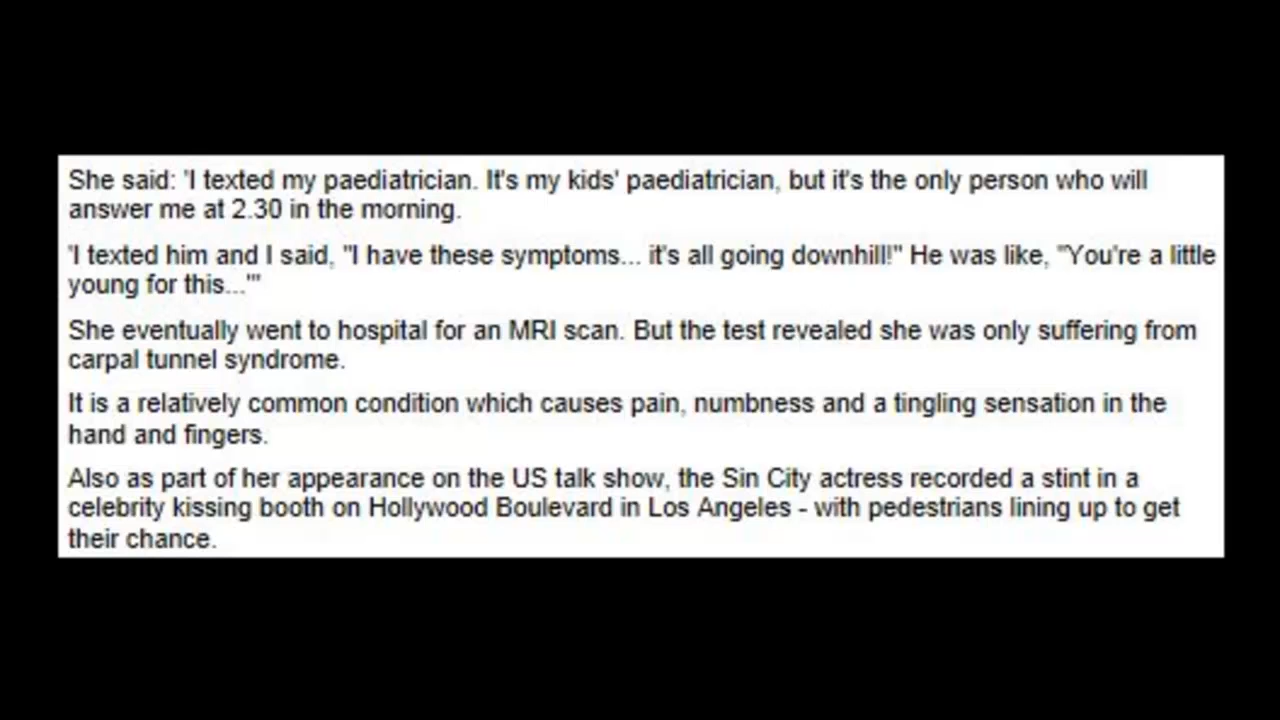 She said: 'I texted my paediatrician. It's my kids' paediatrician, but it's the only person who will
answer me at 2.30 in the morning.
'I texted him and I said, "I have these symptoms... it's all going downhill!" He was like, "You're a little
young for this..."'
She eventually went to hospital for an MRI scan. But the test revealed she was only suffering from
carpal tunnel syndrome.
It is a relatively common condition which causes pain, numbness and a tingling sensation in the
hand and fingers.
Also as part of her appearance on the US talk show, the Sin City actress recorded a stint in a
celebrity kissing booth on Hollywood Boulevard in Los Angeles - with pedestrians lining up to get
their chance.